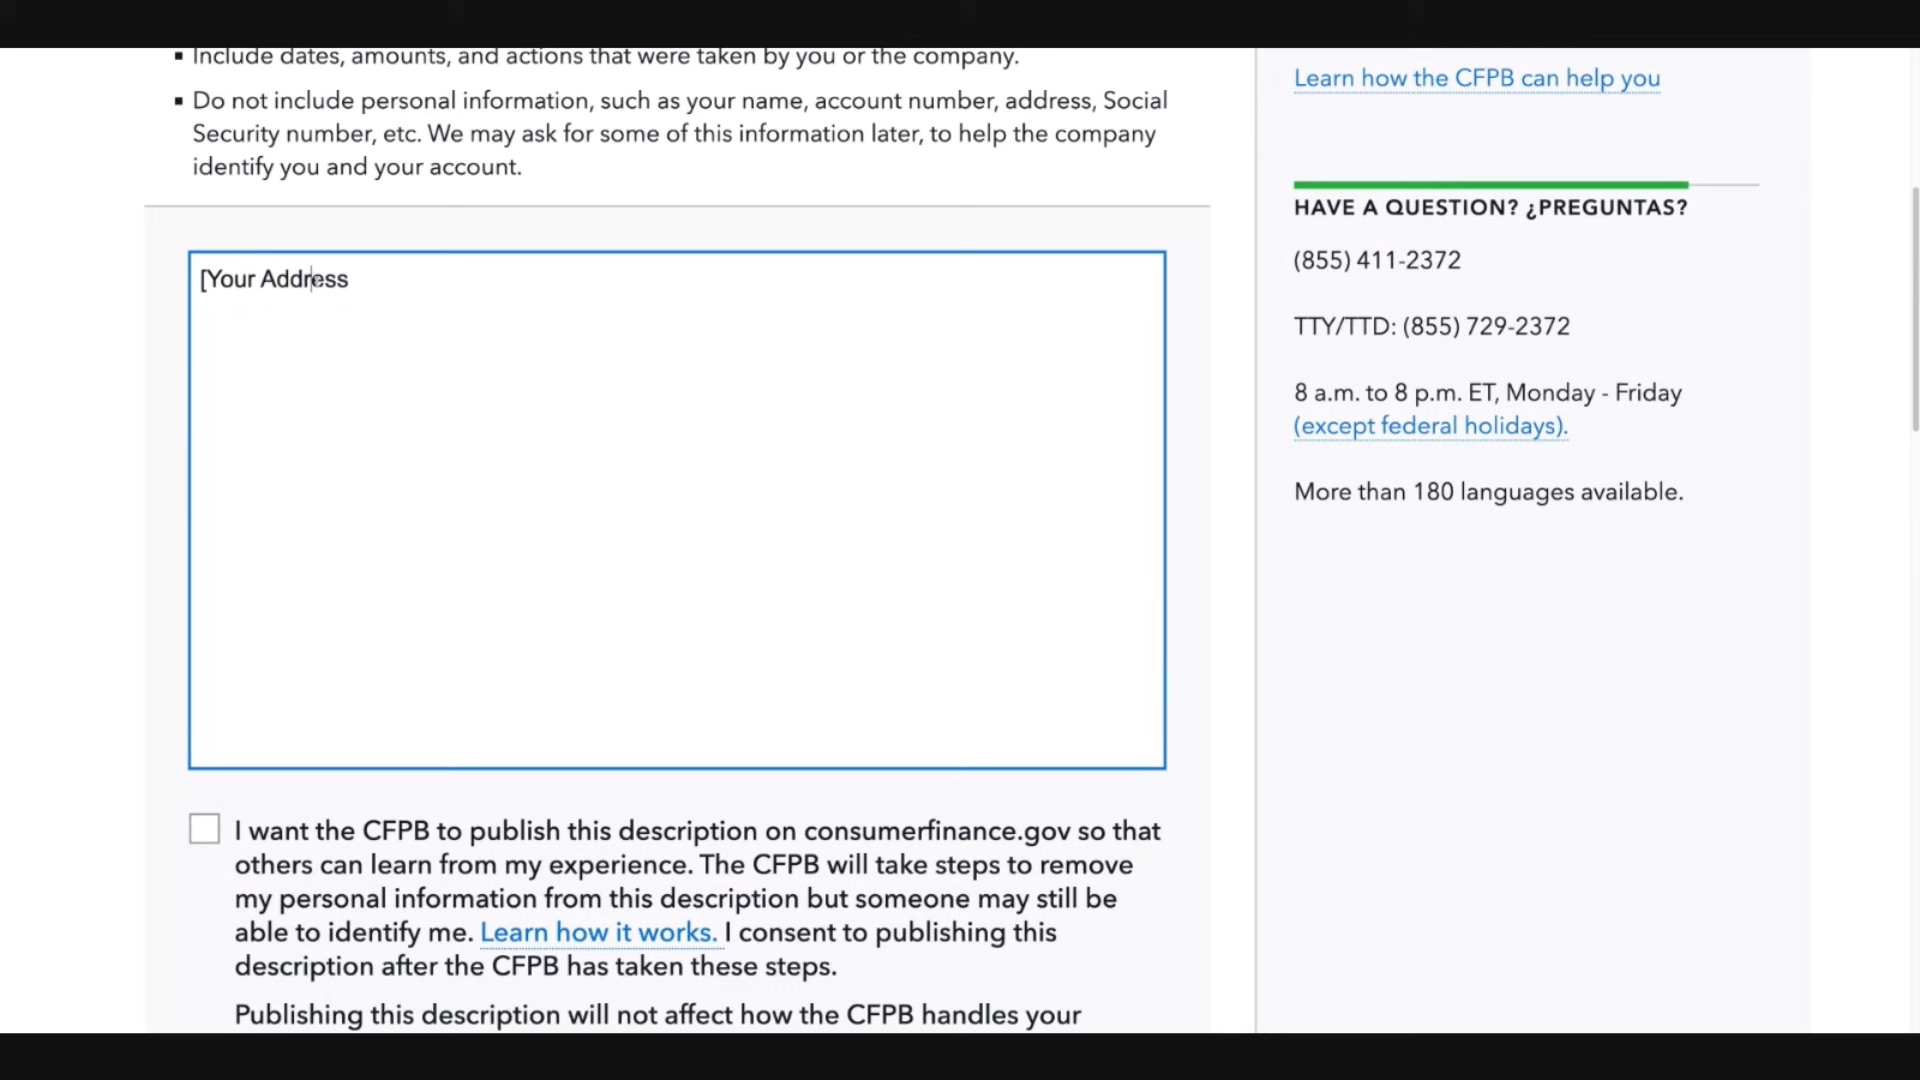 Include dates, amounts, and actions that were taken by you or the company.
Do not include personal information, such as your name, account number, address, Social
Security number, etc. We may ask for some of this information later, to help the company
identify you and your account.
[Your Address
I want the CFPB to publish this description on consumerfinance.gov so that
others can learn from my experience. The CFPB will take steps to remove
my personal information from this description but someone may still be
able to identify me. Learn how it works. I consent to publishing this
description after the CFPB has taken these steps.
Publishing this description will not affect how the CFPB handles your
Learn how the CFPB can help you
HAVE A QUESTION? ¿PREGUNTAS?
(855) 411-2372
TTY/TTD: (855) 729-2372
8 a.m. to 8 p.m. ET, Monday - Friday
(except federal holidays).
More than 180 languages available.